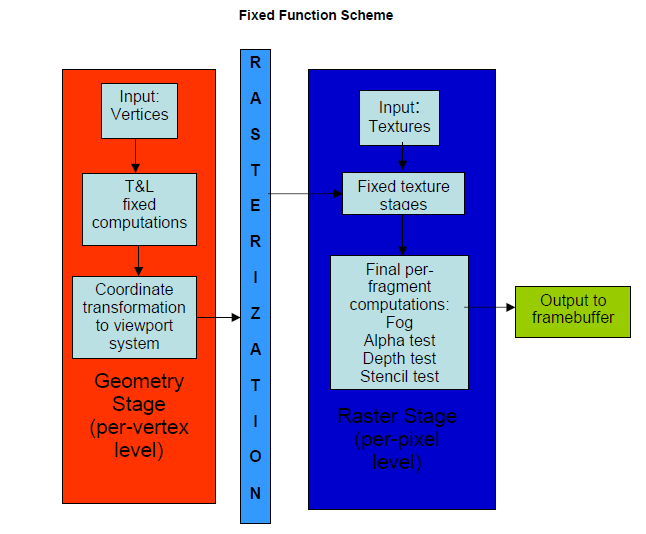 Fixed Function Scheme
Input:
Vertices
T&L
fixed
computations
Coordinate
transformation
to viewport
system
Geometry
Stage
(per-vertex
level)
R
A
S
T
E
R
I
Z
A
T
I
O
N
Input:
Textures
Fixed texture
stages
Final per-
fragment
computations:
Fog
Alpha test
Depth test
Stencil test
Raster Stage
(per-pixel
level)
Output to
framebuffer